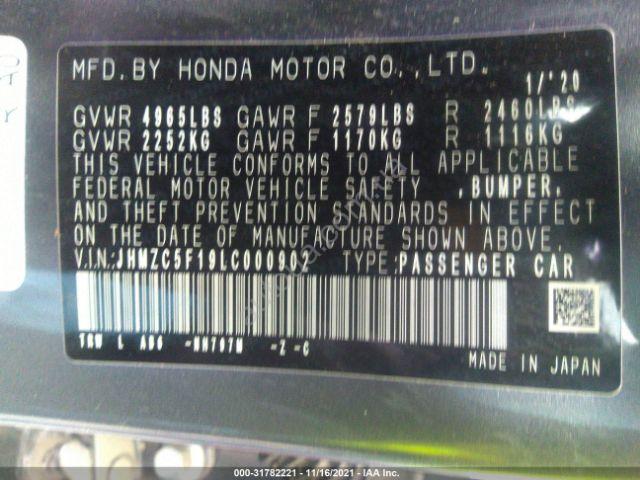 MFD. BY HONDA MOTOR CO., LTD.
1/'20
GVWR 4965LBS GAWR F 2579LBS R 2460LBS
GVWR 2252KG GAWR F 1170KG R 1116KG
THIS VEHICLE CONFORMS TO ALL APPLICABLE
FEDERAL MOTOR VEHICLE SAFETY , BUMPER,
AND THEFT PREVENTION STANDARDS IN EFFECT
ON THE DATE OF MANUFACTURE SHOWN ABOVE.
V.IN:JHMZC5F19LC000902 TYPE:PASSENGER CAR
-NH797M -Z -C
MADE IN JAPAN
000-31782221 - 11/16/2021 - IAA Inc.